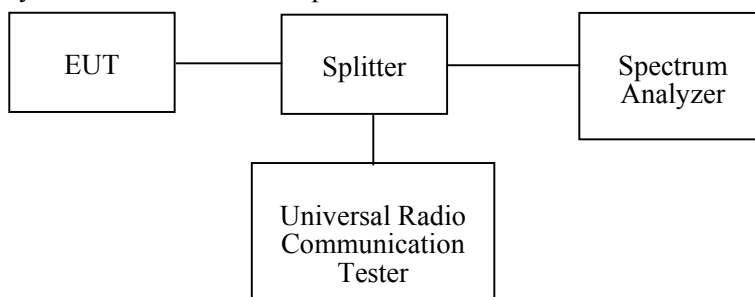 EUT
Splitter
Spectrum
Analyzer
Universal Radio
Communication
Tester